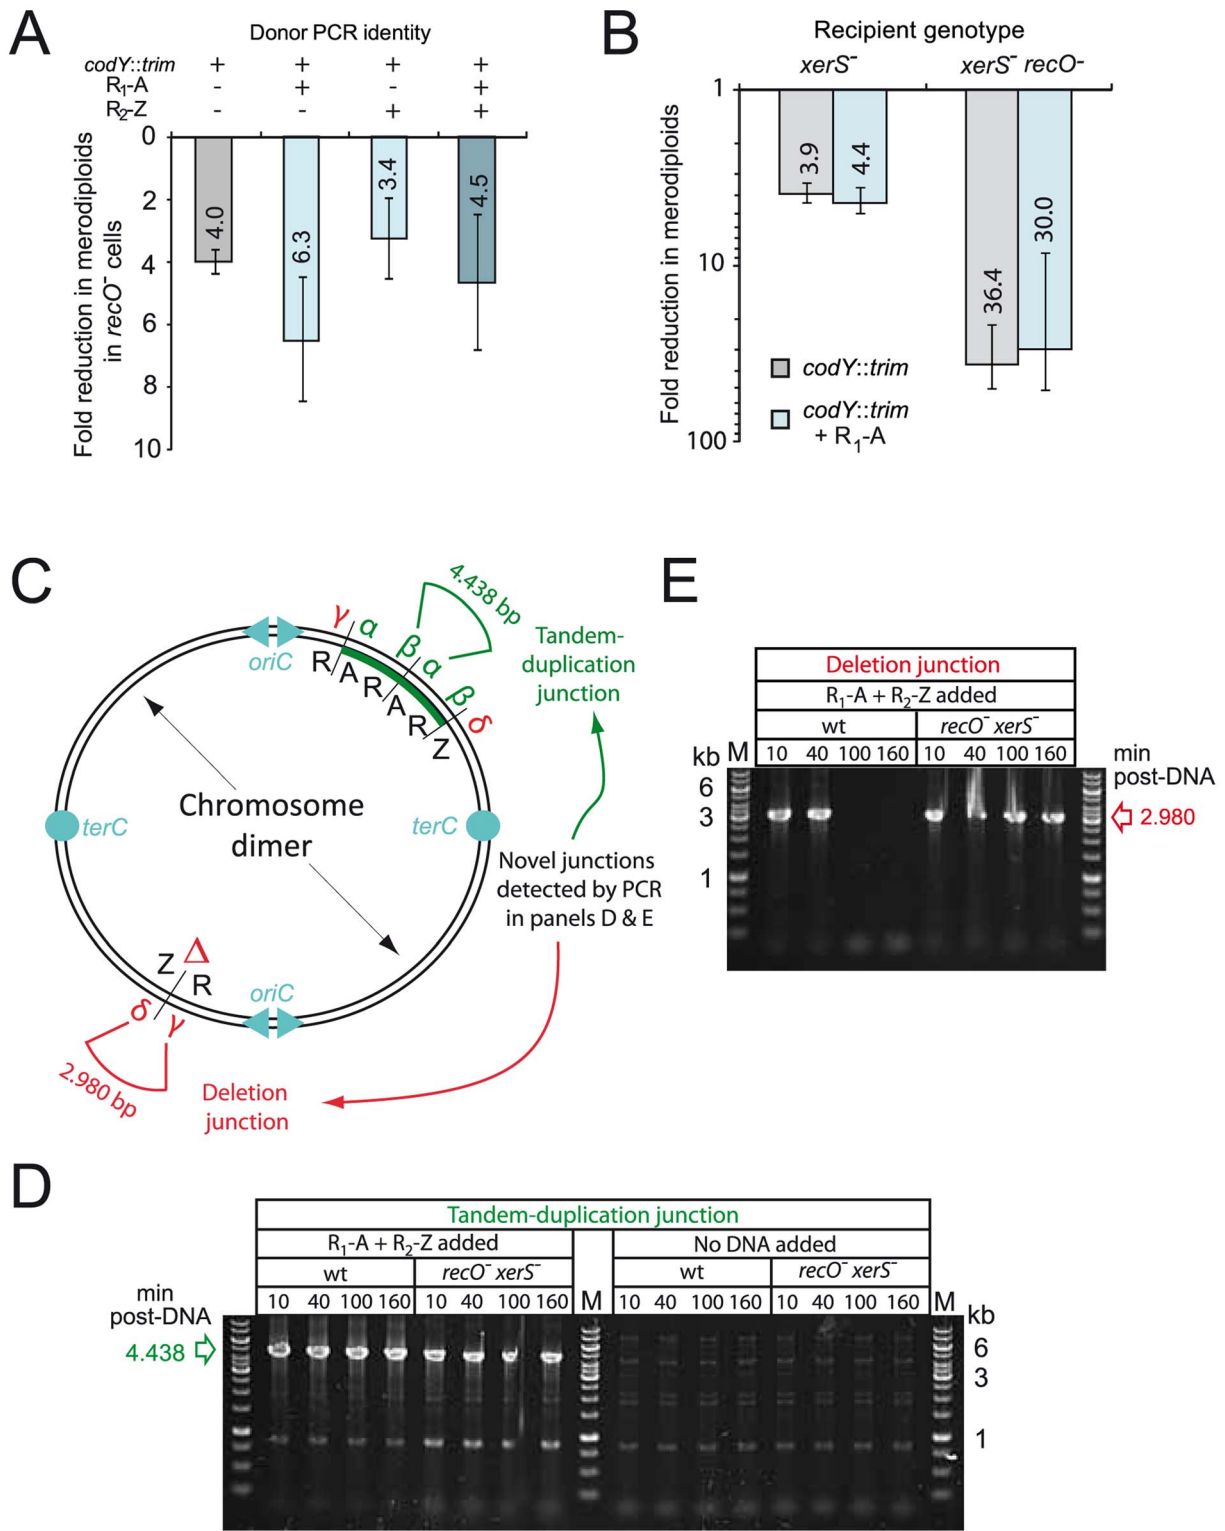 A
Donor PCR identity
codY::trim + + + +
R1-A - + - +
R2-Z - - + +
Fold reduction in merodiploids
in recO⁻ cells
0
2
4
6
8
10
4.0
6.3
3.4
4.5
B
Recipient genotype
xerS⁻ xerS⁻ recO-
Fold reduction in merodiploids
1
10
100
3.9
4.4
36.4
30.0
codY::trim
codY::trim
+ R1-A
C
4.438 bp
Tandem-
duplication
junction
γ α β α β δ
R A R A R Z
oriC
terC
terC
Chromosome
dimer
Novel junctions
detected by PCR
in panels D & E
Z Δ
R
δ γ
oriC
2.980 bp
Deletion
junction
E
Deletion junction
R1-A + R2-Z added
wt recO⁻ xerS⁻
kb M 10 40 100 160 10 40 100 160 min
post-DNA
6
3
1
2.980
D
Tandem-duplication junction
R1-A + R2-Z added No DNA added
wt recO⁻ xerS⁻ wt recO⁻ xerS⁻
min
post-DNA
10 40 100 160 10 40 100 160 M 10 40 100 160 10 40 100 160 M kb
4.438
6
3
1